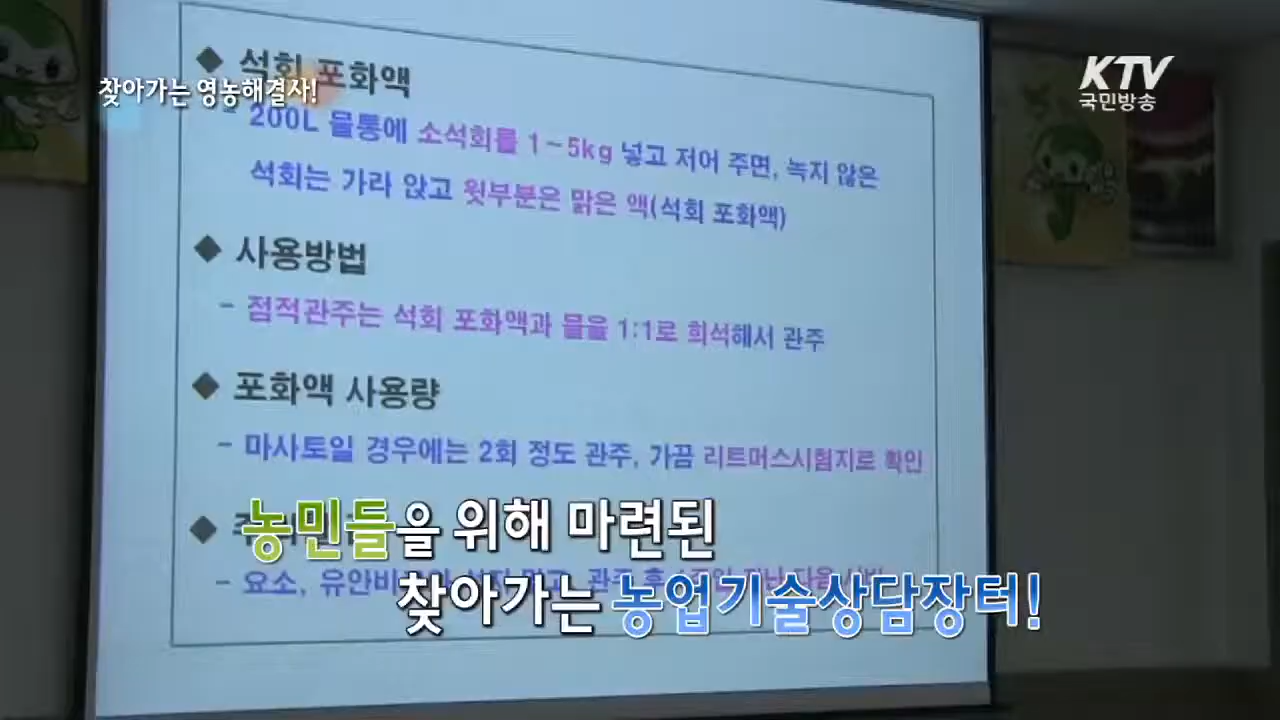 KTV
국민방송
찾아가는 영농해결사!
◆ 석회 포화액
- 200L 물통에 소석회를 1~5kg 넣고 저어 주면, 녹지 않은
석회는 가라 앉고 윗부분은 맑은 액(석회 포화액)
◆ 사용방법
- 점적관주는 석회 포화액과 물을 1:1로 희석해서 관주
◆ 포화액 사용량
- 마사토일 경우에는 2회 정도 관주, 가끔 리트머스시험지로 확인
◆
- 요소, 유안비 관주 후
농민들을 위해 마련된
찾아가는 농업기술상담장터!